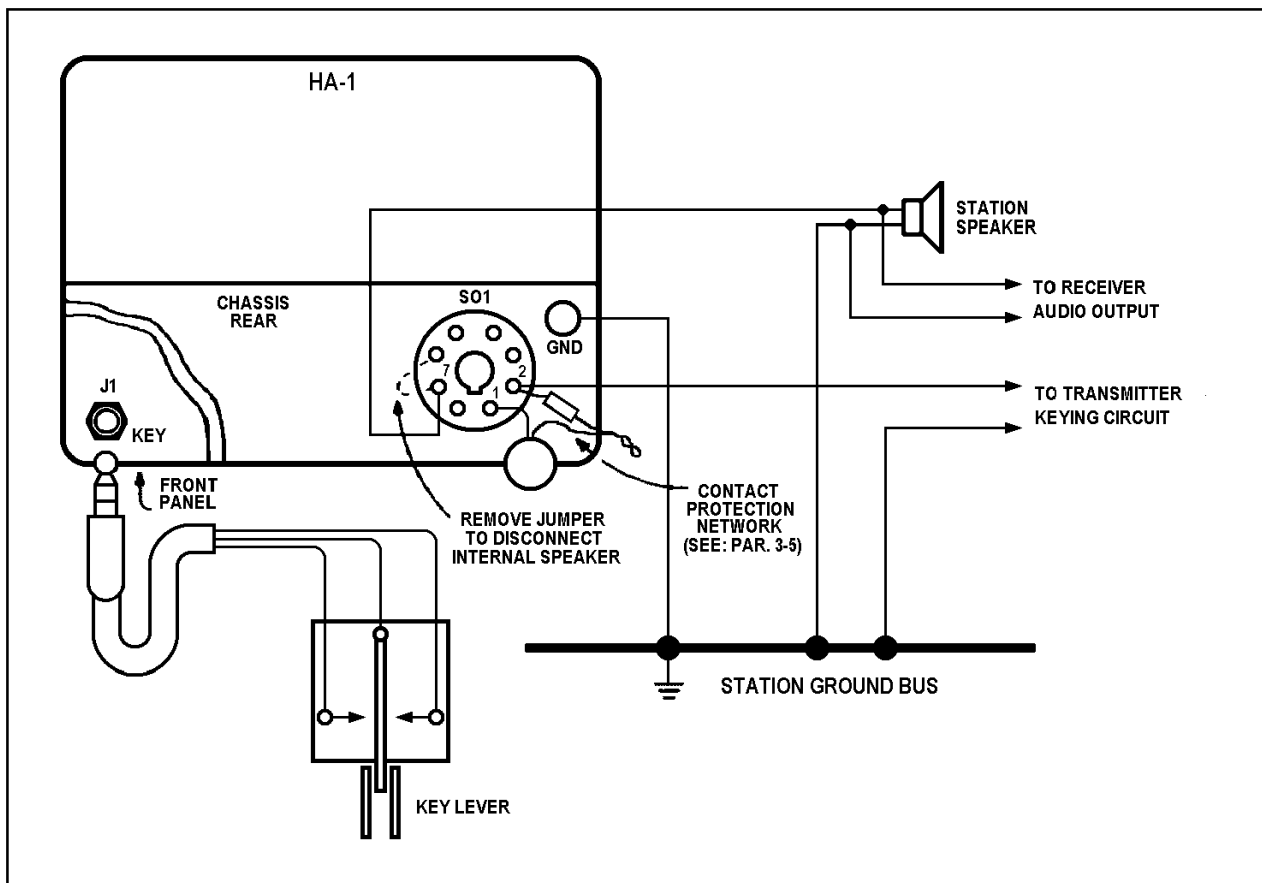 HA-1
STATION
SPEAKER
TO RECEIVER
AUDIO OUTPUT
CHASSIS
REAR
SO1
GND
7
2
1
TO TRANSMITTER
KEYING CIRCUIT
J1
KEY
FRONT
PANEL
REMOVE JUMPER
TO DISCONNECT
INTERNAL SPEAKER
CONTACT
PROTECTION
NETWORK
(SEE: PAR. 3-5)
STATION GROUND BUS
KEY LEVER